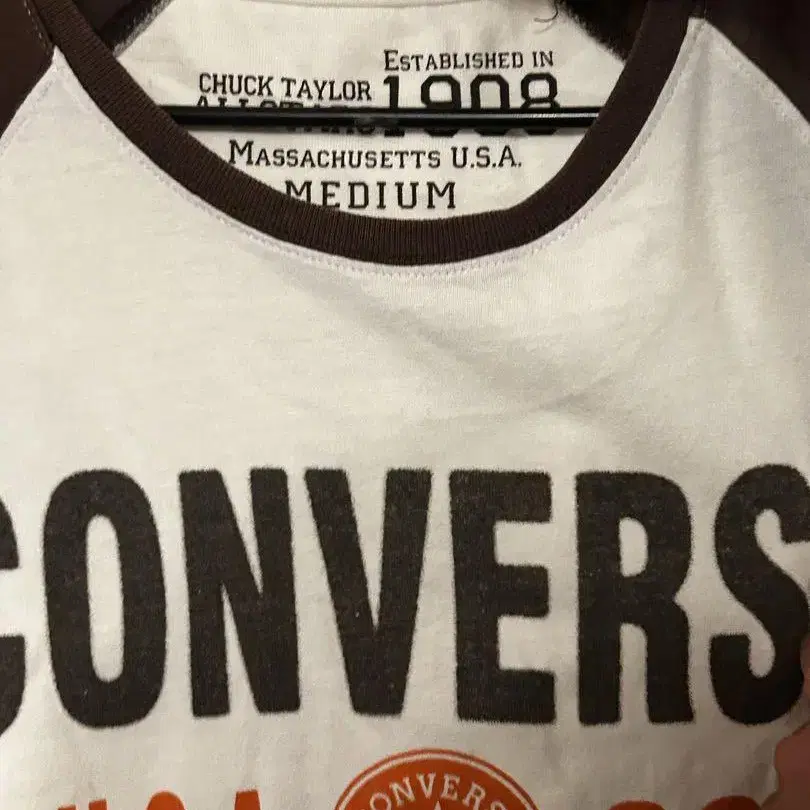 ESTABLISHED IN
CHUCK TAYLOR
1908
MASSACHUSETTS U.S.A.
MEDIUM
CONVERS
CONVERS